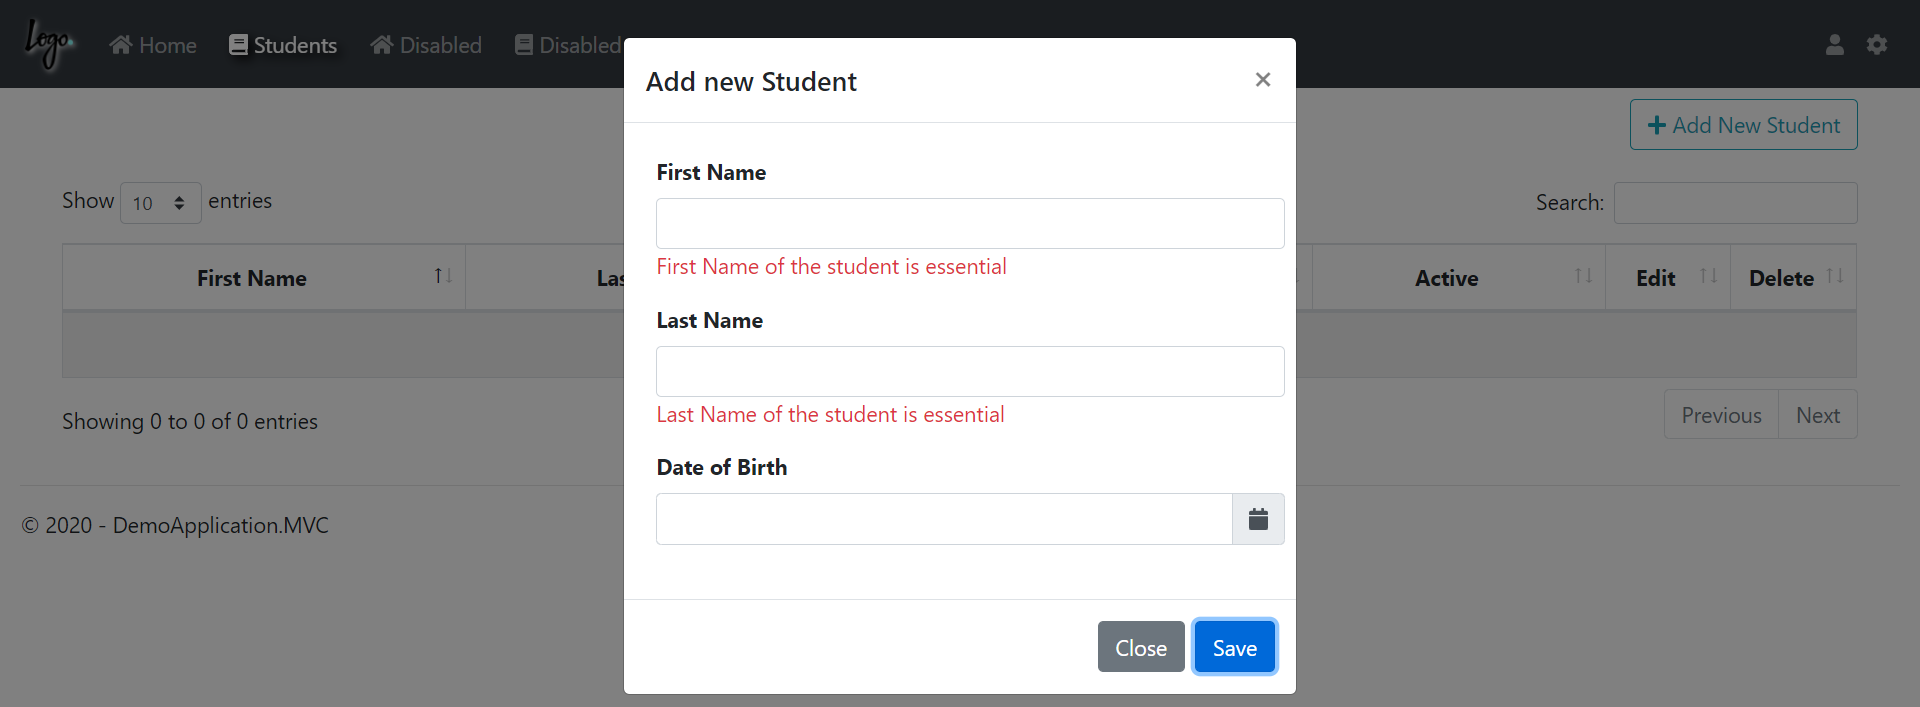 Logo.
Home
Students
Disabled
Disabled
Add new Student
×
Add New Student
Show 10 entries
Search:
First Name
Las
Active
Edit
Delete
First Name
First Name of the student is essential
Last Name
Last Name of the student is essential
Date of Birth
Showing 0 to 0 of 0 entries
Previous
Next
© 2020 - DemoApplication.MVC
Close
Save